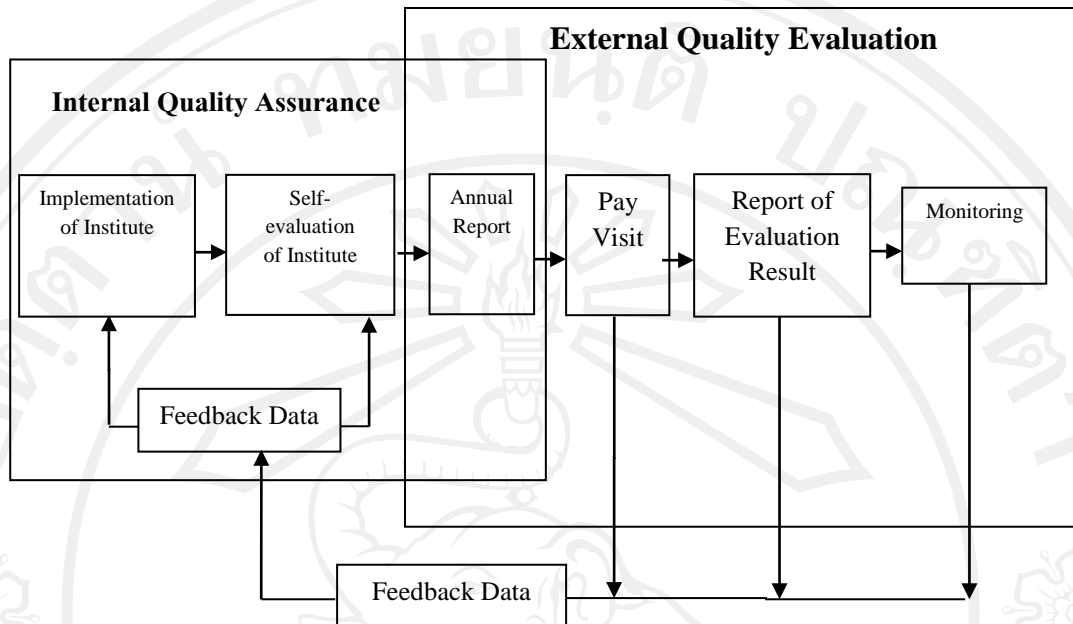 External Quality Evaluation
Internal Quality Assurance
Implementation
of Institute
Self-
evaluation
of Institute
Annual
Report
Pay
Visit
Report of
Evaluation
Result
Monitoring
Feedback Data
Feedback Data